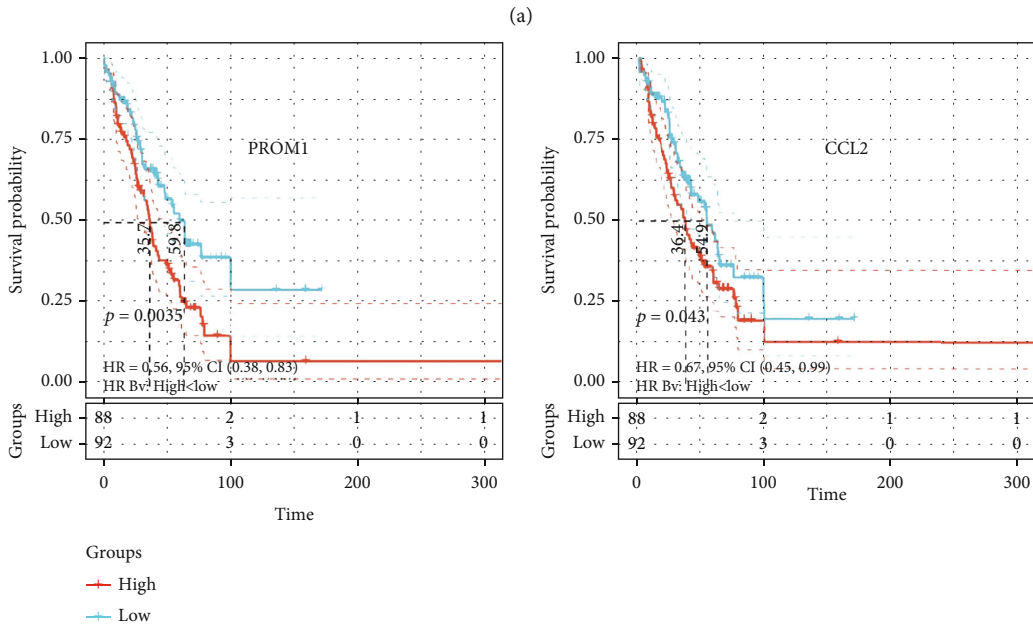 (a)
1.00
0.75
0.50
0.25
0.00
Survival probability
PROM1
35.7
59.8
p = 0.0035
HR = 0.56, 95% CI (0.38, 0.83)
HR Bv: High<low
Groups
High 88 2 1 1
Low 92 3 0 0
0 100 200 300
Time
1.00
0.75
0.50
0.25
0.00
Survival probability
CCL2
36.4
54.9
p = 0.043
HR = 0.67, 95% CI (0.45, 0.99)
HR Bv: High<low
Groups
High 88 2 1 1
Low 92 3 0 0
0 100 200 300
Time
Groups
High
Low